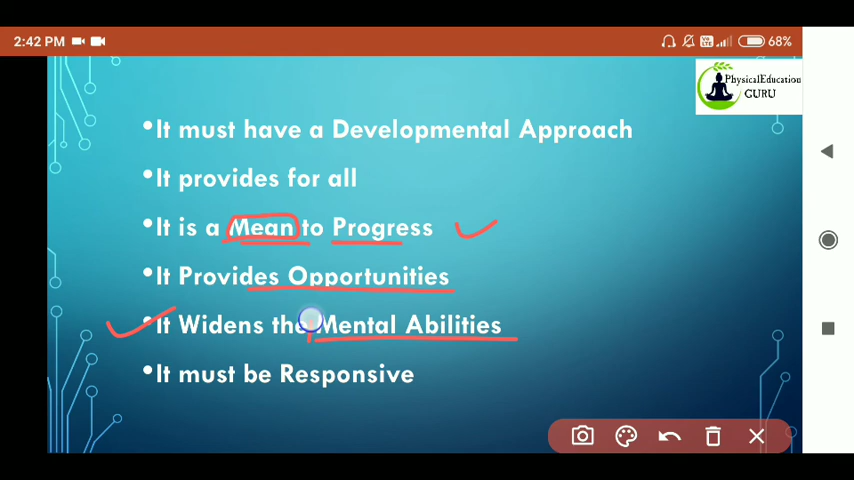 2:42 PM
68%
PhysicalEducation
GURU
•It must have a Developmental Approach
•It provides for all
•It is a Mean to Progress
•It Provides Opportunities
•It Widens the Mental Abilities
•It must be Responsive